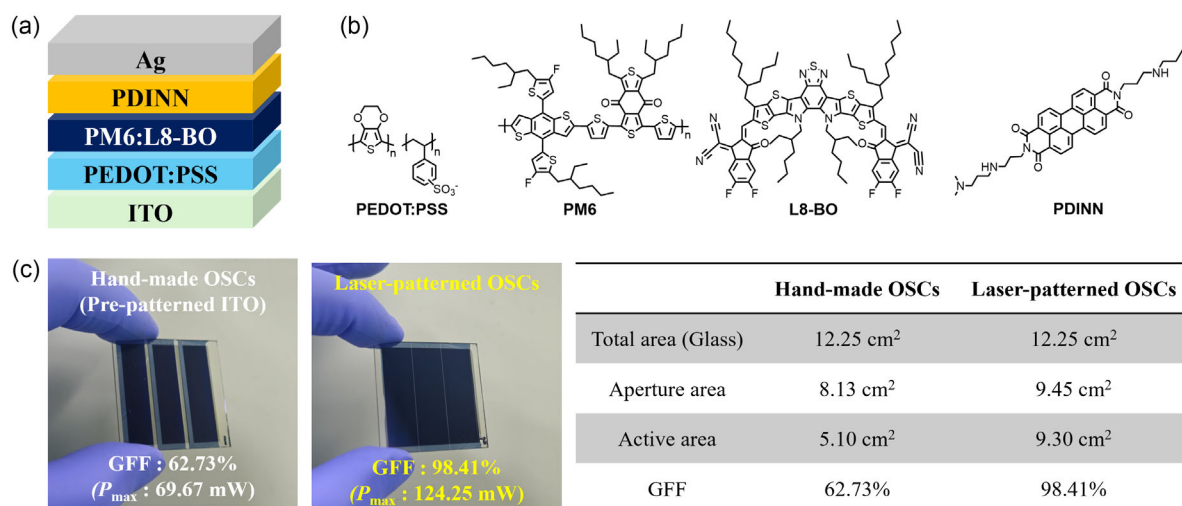 (a)
Ag
PDINN
PM6:L8-BO
PEDOT:PSS
ITO
(b)
PEDOT:PSS
PM6
L8-BO
PDINN
(c)
Hand-made OSCs
(Pre-patterned ITO)
GFF : 62.73%
(Pmax : 69.67 mW)
Laser-patterned OSCs
GFF : 98.41%
(Pmax : 124.25 mW)
Hand-made OSCs Laser-patterned OSCs
Total area (Glass) 12.25 cm² 12.25 cm²
Aperture area 8.13 cm² 9.45 cm²
Active area 5.10 cm² 9.30 cm²
GFF 62.73% 98.41%